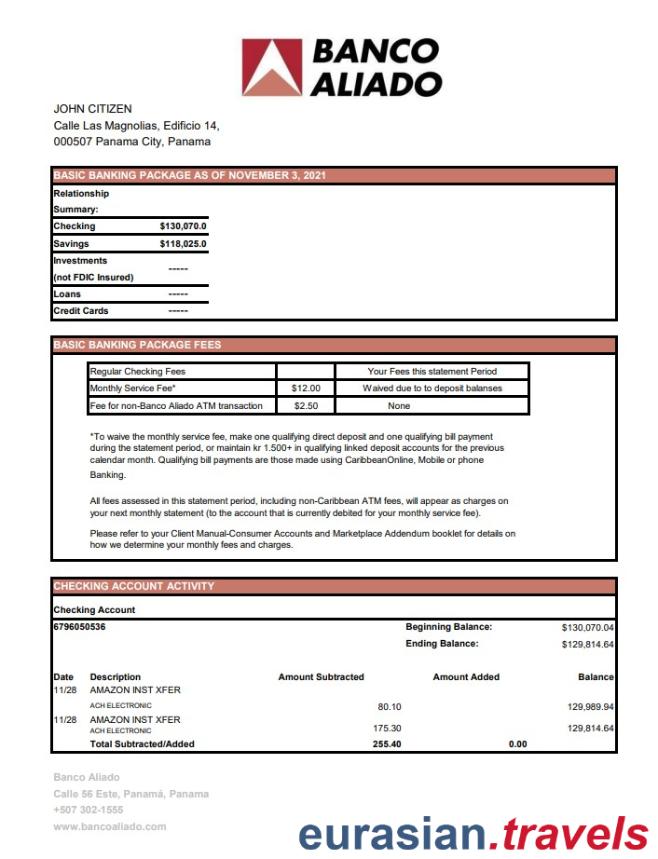 BANCO
ALIADO
JOHN CITIZEN
Calle Las Magnolias, Edificio 14,
000507 Panama City, Panama
BASIC BANKING PACKAGE AS OF NOVEMBER 3, 2021
Relationship
Summary:
Checking $130,070.0
Savings $118,025.0
Investments
(not FDIC Insured) -----
Loans -----
Credit Cards -----
BASIC BANKING PACKAGE FEES
Regular Checking Fees Your Fees this statement Period
Monthly Service Fee* $12.00 Waived due to to deposit balanses
Fee for non-Banco Aliado ATM transaction $2.50 None
*To waive the monthly service fee, make one qualifying direct deposit and one qualifying bill payment
during the statement period, or maintain kr 1.500+ in qualifying linked deposit accounts for the previous
calendar month. Qualifying bill payments are those made using CaribbeanOnline, Mobile or phone
Banking.
All fees assessed in this statement period, including non-Caribbean ATM fees, will appear as charges on
your next monthly statement (to the account that is currently debited for your monthly service fee).
Please refer to your Client Manual-Consumer Accounts and Marketplace Addendum booklet for details on
how we determine your monthly fees and charges.
CHECKING ACCOUNT ACTIVITY
Checking Account
6796050536 Beginning Balance: $130,070.04
Ending Balance: $129,814.64
Date Description Amount Subtracted Amount Added Balance
11/28 AMAZON INST XFER
ACH ELECTRONIC 80.10 129,989.94
11/28 AMAZON INST XFER
ACH ELECTRONIC 175.30 129,814.64
Total Subtracted/Added 255.40 0.00
Banco Aliado
Calle 56 Este, Panamá, Panama
+507 302-1555
www.bancoaliado.com
eurasian.travels